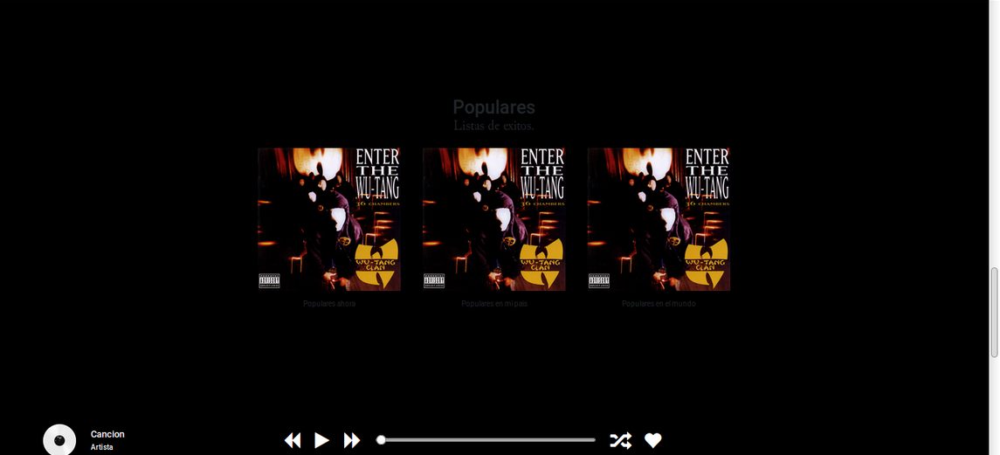 Populares
Listas de exitos.
ENTER
THE
WU-TANG
36 CHAMBERS
WU-TANG
CLAN
ENTER
THE
WU-TANG
36 CHAMBERS
WU-TANG
CLAN
ENTER
THE
WU-TANG
36 CHAMBERS
WU-TANG
CLAN
Populares ahora
Populares en mi pais
Populares en el mundo
Cancion
Artista